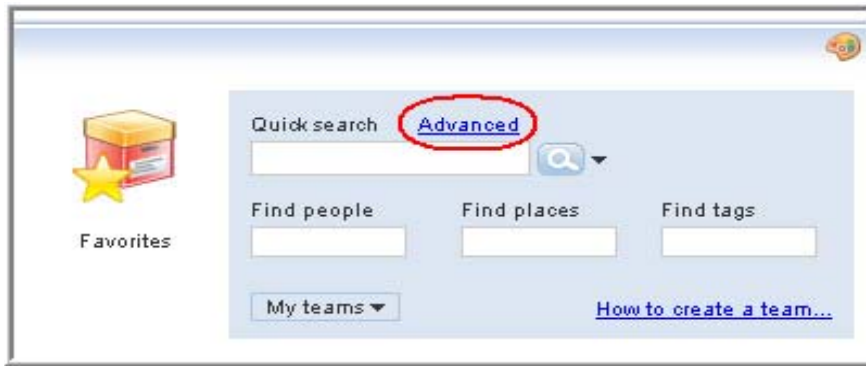 Quick search Advanced
Find people Find places Find tags
Favorites
My teams How to create a team...